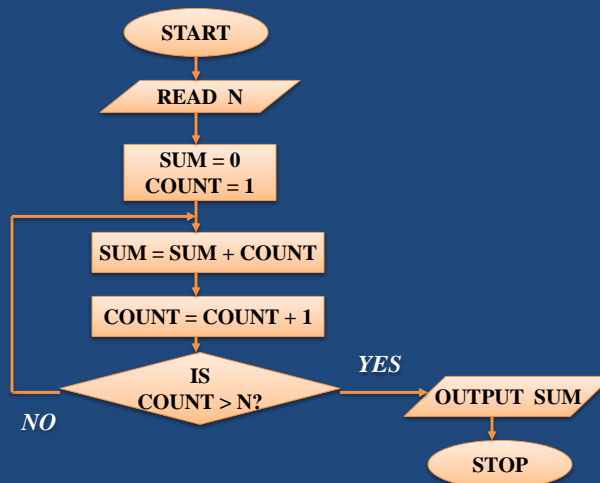 START
READ N
SUM = 0
COUNT = 1
SUM = SUM + COUNT
COUNT = COUNT + 1
IS
COUNT > N?
YES
NO
OUTPUT SUM
STOP